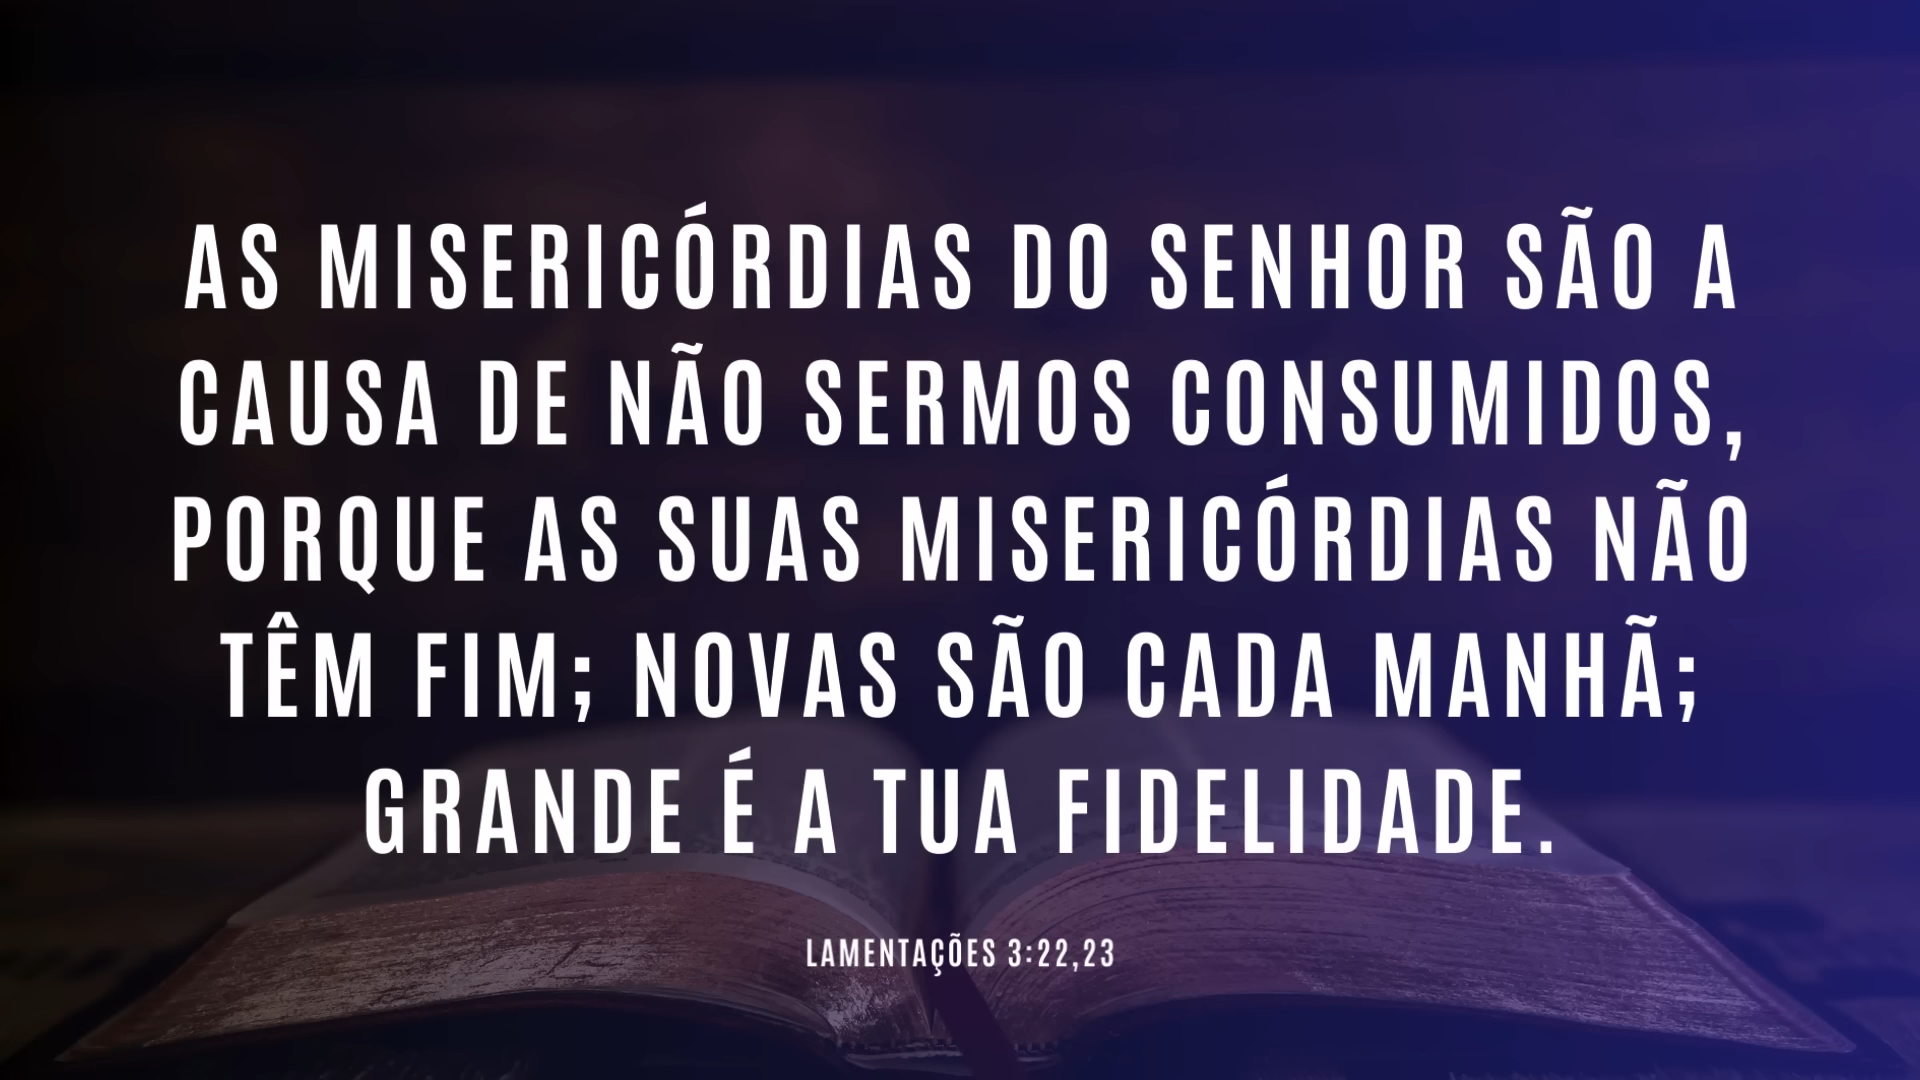 AS MISERICÓRDIAS DO SENHOR SÃO A
CAUSA DE NÃO SERMOS CONSUMIDOS,
PORQUE AS SUAS MISERICÓRDIAS NÃO
TÊM FIM; NOVAS SÃO CADA MANHÃ;
GRANDE É A TUA FIDELIDADE.
LAMENTAÇÕES 3:22,23